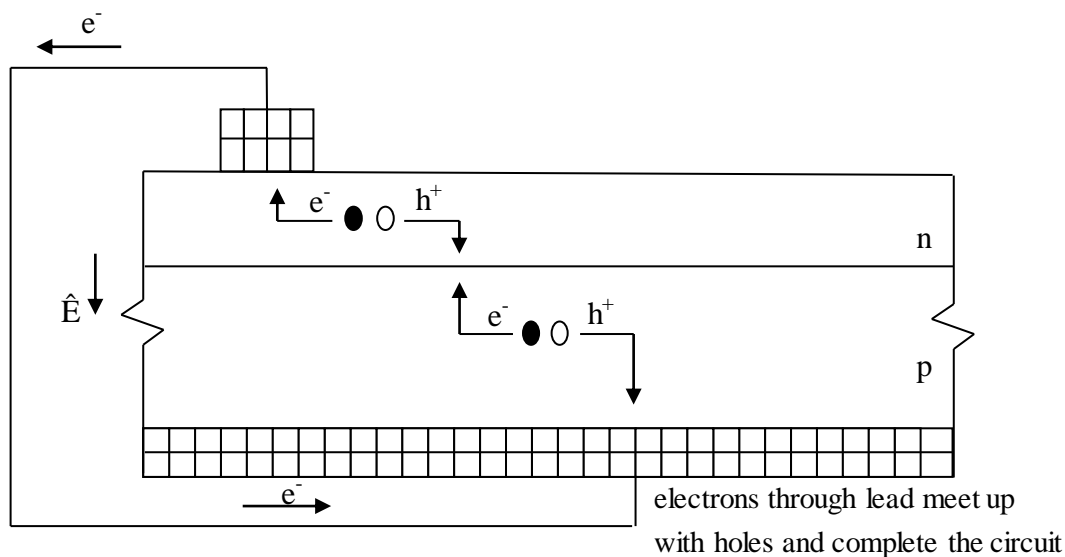 e-
e- h+
n
Ê
e- h+
p
e-
electrons through lead meet up
with holes and complete the circuit